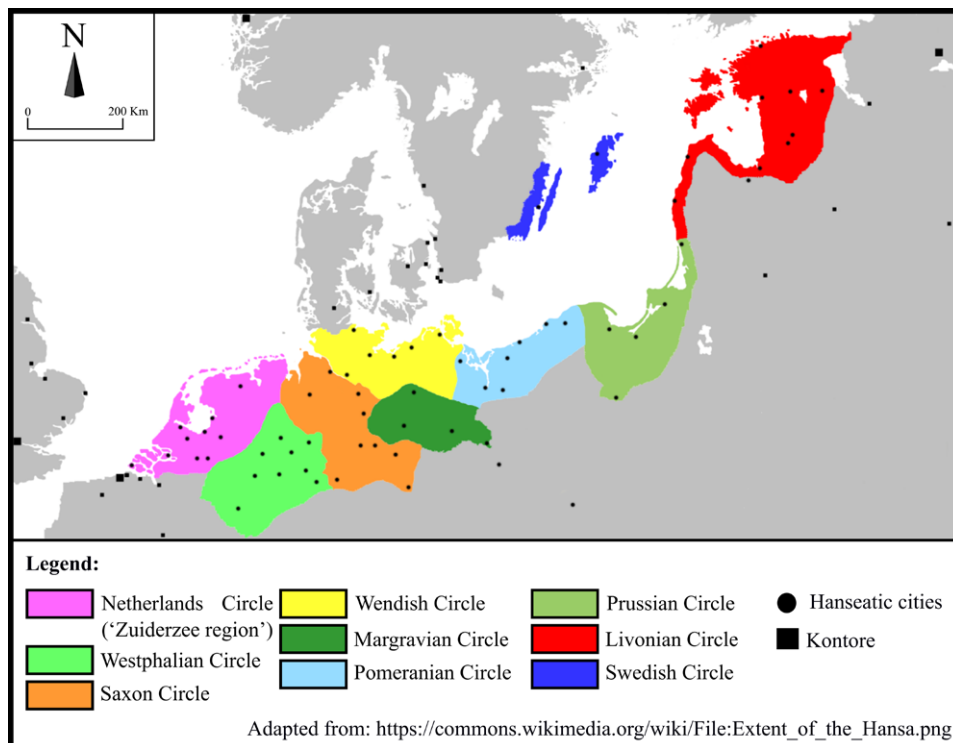 N
0 200 Km
Legend:
Netherlands Circle
(‘Zuiderzee region’)
Westphalian Circle
Saxon Circle
Wendish Circle
Margravian Circle
Pomeranian Circle
Prussian Circle
Livonian Circle
Swedish Circle
Hanseatic cities
Kontore
Adapted from: https://commons.wikimedia.org/wiki/File:Extent_of_the_Hansa.png